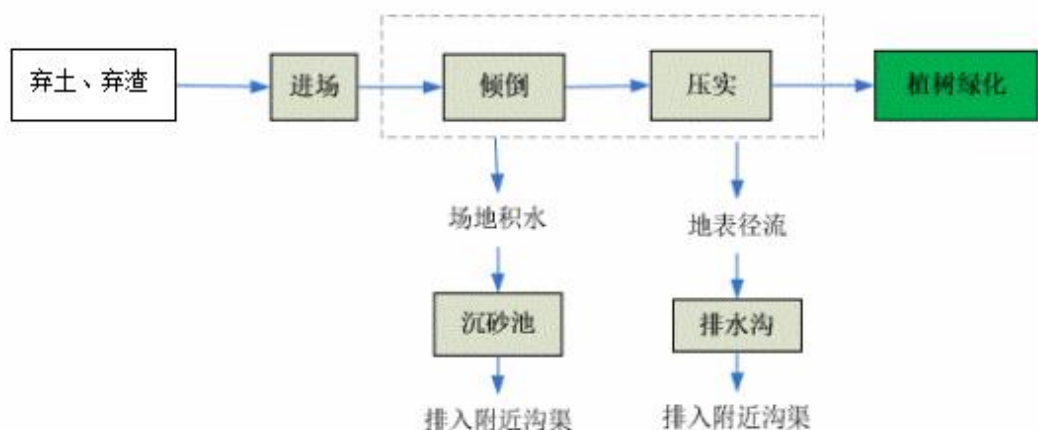 弃土、弃渣
进场
倾倒
压实
植树绿化
场地积水
地表径流
沉砂池
排水沟
排入附近沟渠
排入附近沟渠